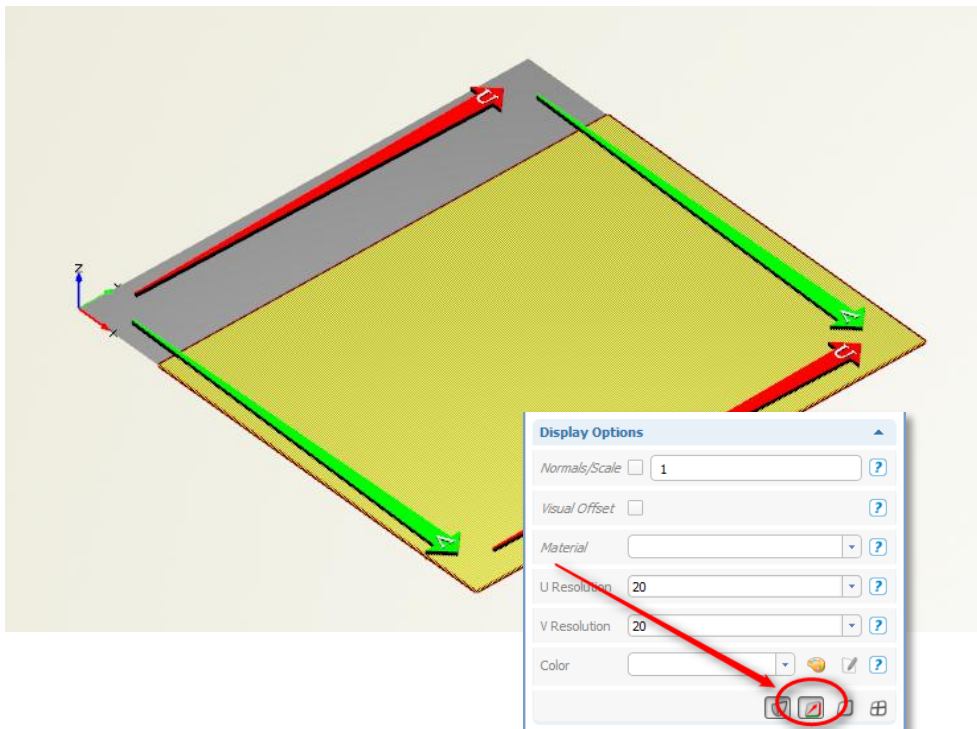 U
Z
Y
X
V
U
V
Display Options
Normals/Scale 1 ?
Visual Offset ?
Material ?
U Resolution 20 ?
V Resolution 20 ?
Color ?